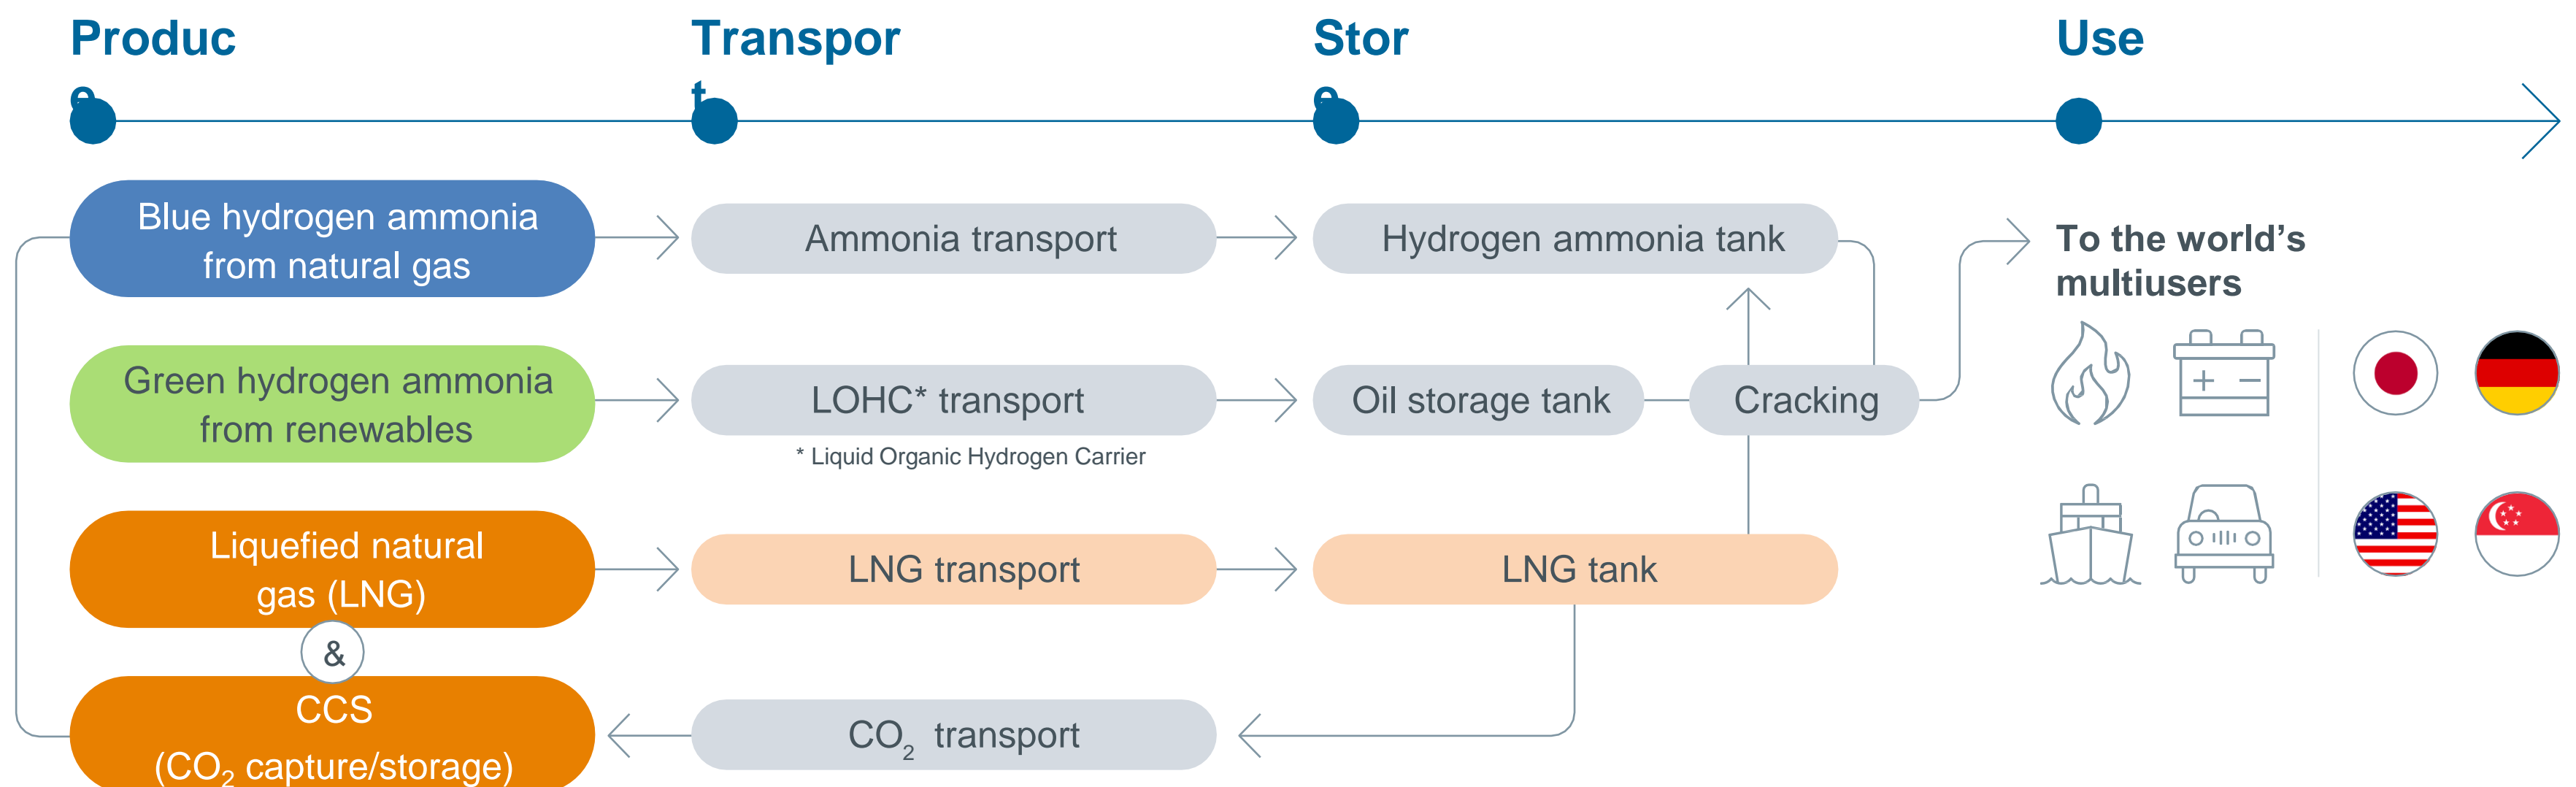 Produc
e
Transpor
t
Stor
e
Use
Blue hydrogen ammonia
from natural gas
Ammonia transport
Hydrogen ammonia tank
To the world's
multiusers
Green hydrogen ammonia
from renewables
LOHC* transport
* Liquid Organic Hydrogen Carrier
Oil storage tank
Cracking
Liquefied natural
gas (LNG)
LNG transport
LNG tank
&
CCS
(CO₂ capture/storage)
CO₂ transport